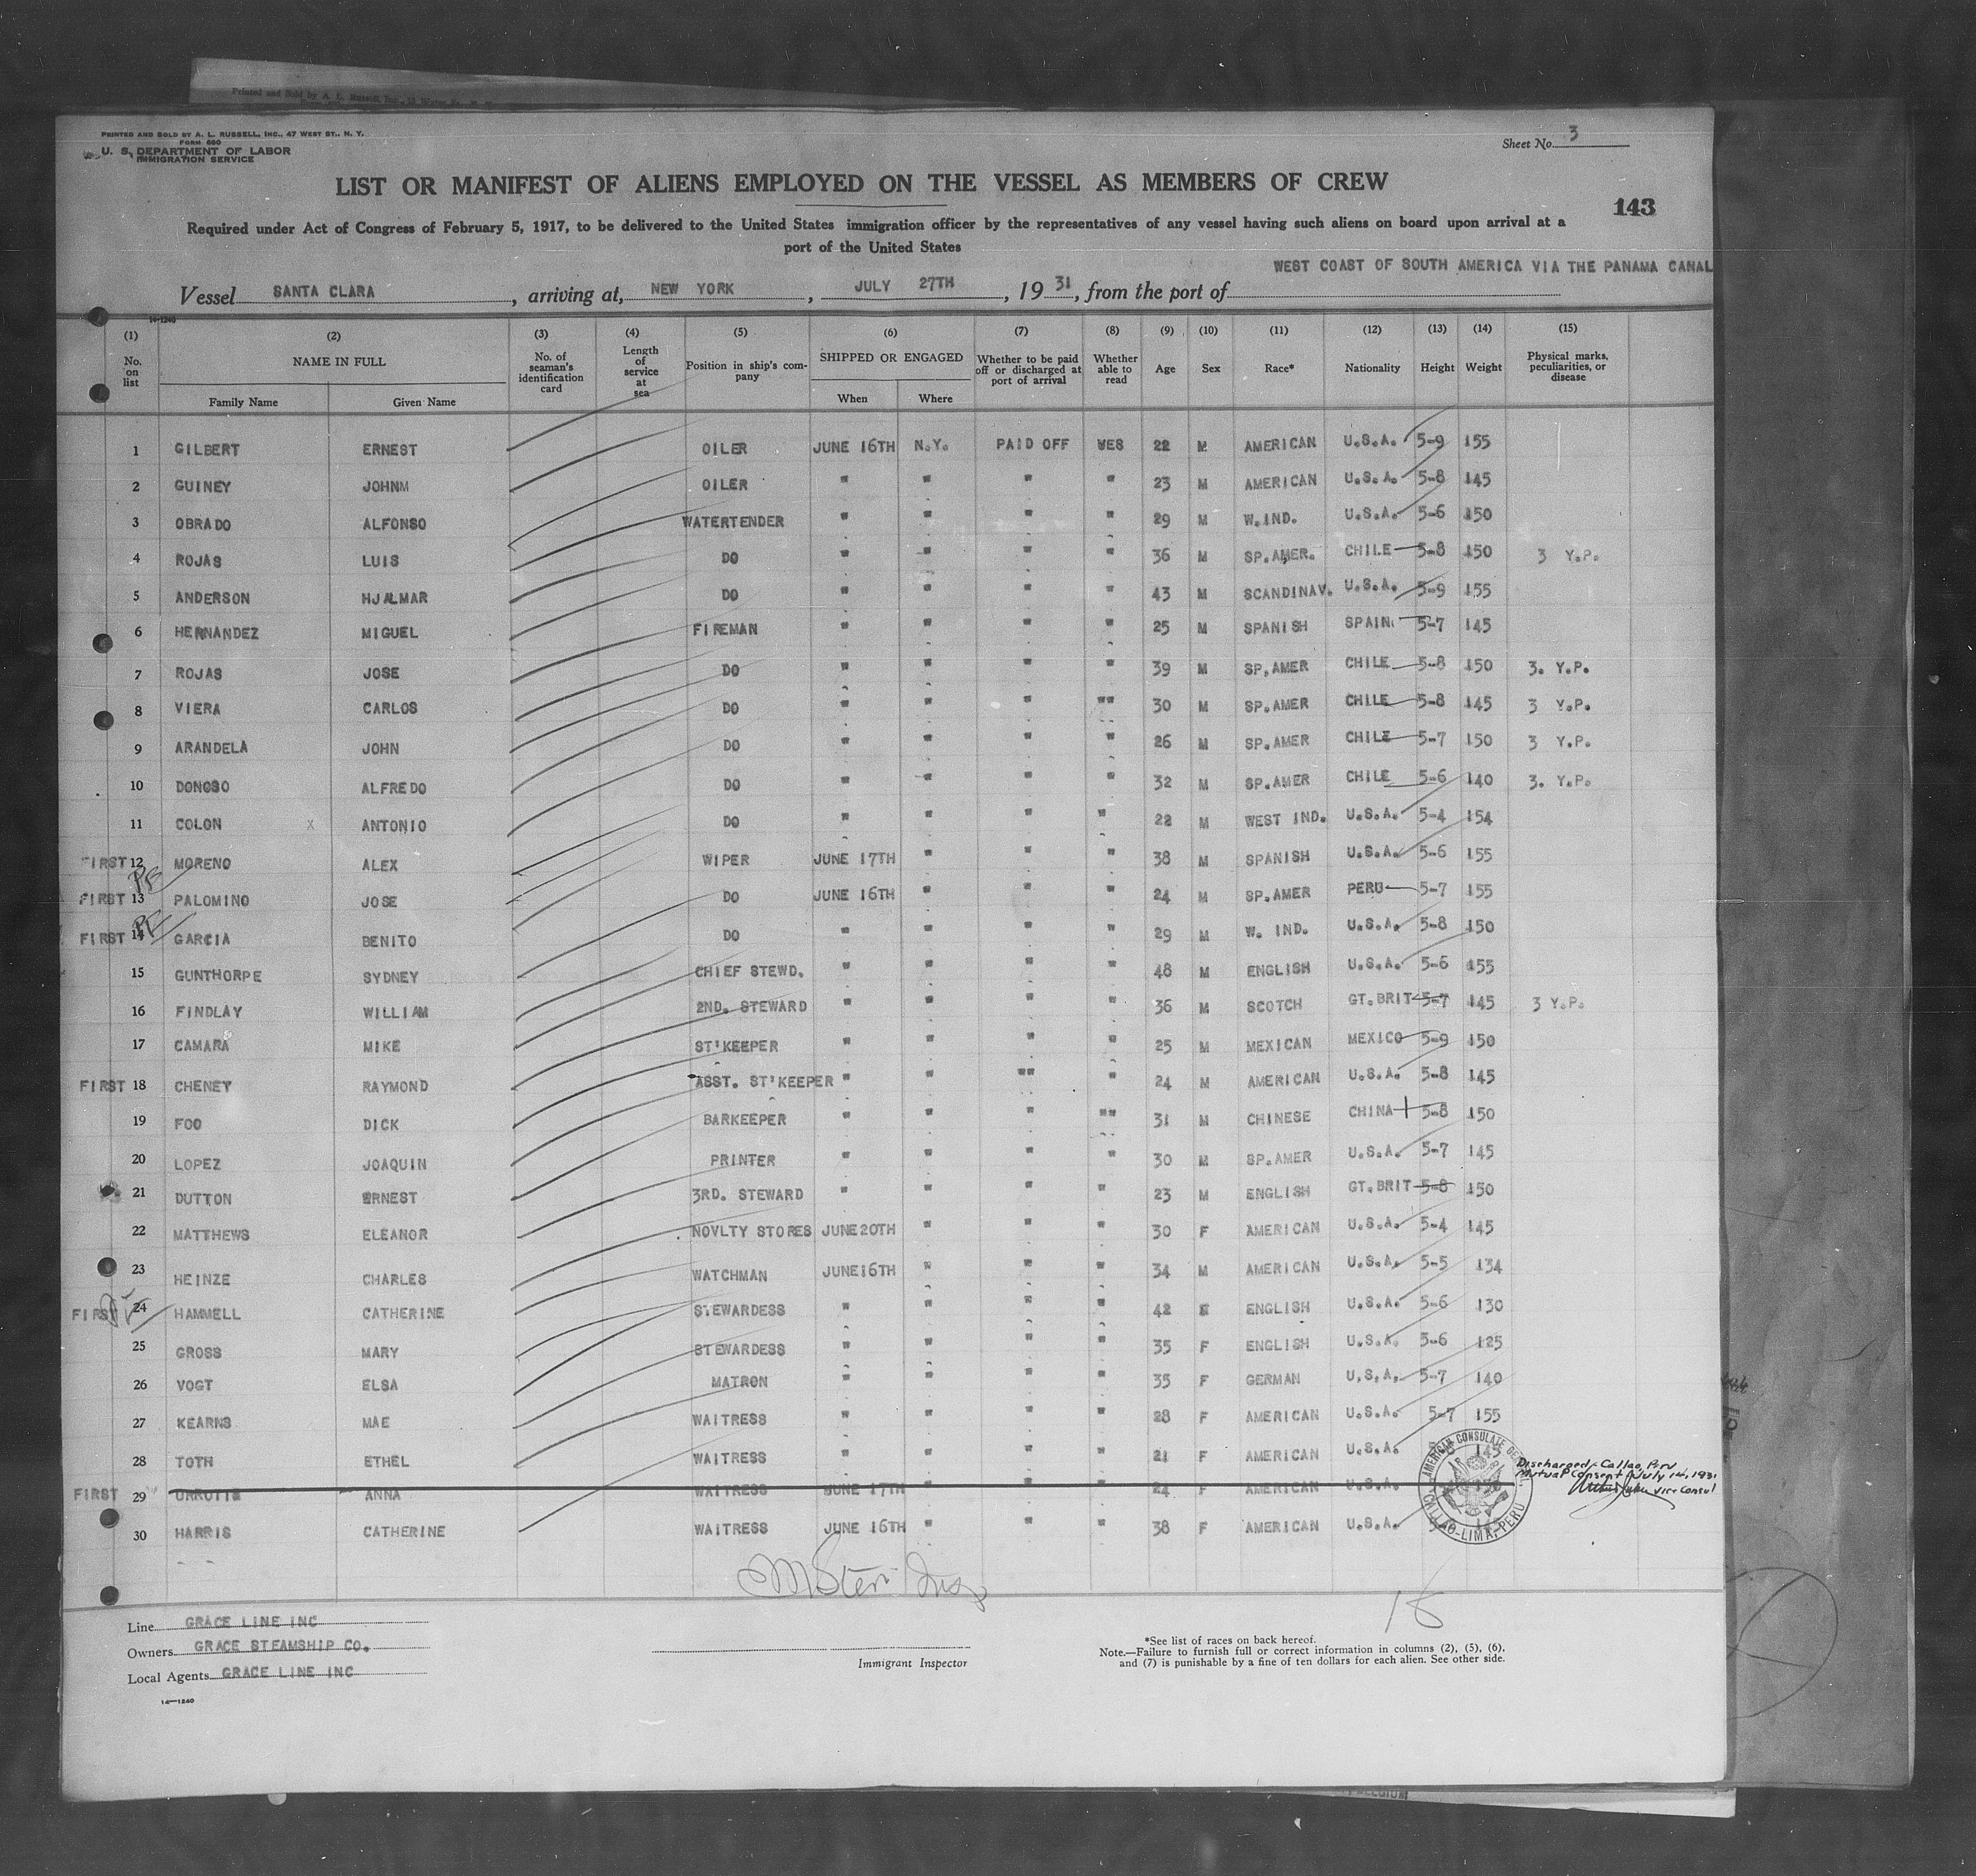 Printed and Sold by A. L. Russell, Inc.,
PRINTED AND SOLD BY A. L. RUSSELL, INC., 47 WEST ST., N. Y.
FORM 680
U. S. DEPARTMENT OF LABOR
IMMIGRATION SERVICE
Sheet No. 3
LIST OR MANIFEST OF ALIENS EMPLOYED ON THE VESSEL AS MEMBERS OF CREW
143
Required under Act of Congress of February 5, 1917, to be delivered to the United States immigration officer by the representatives of any vessel having such aliens on board upon arrival at a
port of the United States
WEST COAST OF SOUTH AMERICA VIA THE PANAMA CANAL
Vessel SANTA CLARA, arriving at, NEW YORK, JULY 27TH, 19 31, from the port of
14-1240
(1) (2) (3) (4) (5) (6) (7) (8) (9) (10) (11) (12) (13) (14) (15)
No. on list NAME IN FULL No. of seaman's identification card Length of service at sea Position in ship's company SHIPPED OR ENGAGED Whether to be paid off or discharged at port of arrival Whether able to read Age Sex Race* Nationality Height Weight Physical marks, peculiarities, or disease
Family Name Given Name When Where
1 GILBERT ERNEST OILER JUNE 16TH N.Y. PAID OFF WES 22 M AMERICAN U.S.A. 5-9 155
2 GUINEY JOHNM OILER " " " " 23 M AMERICAN U.S.A. 5-8 145
3 OBRADO ALFONSO WATERTENDER " " " " 29 M W.IND. U.S.A. 5-6 150
4 ROJAS LUIS DO " " " " 36 M SP.AMER. CHILE 5-8 150 3 Y.P.
5 ANDERSON HJALMAR DO " " " " 43 M SCANDINAV. U.S.A. 5-9 155
6 HERNANDEZ MIGUEL FIREMAN " " " " 25 M SPANISH SPAIN 5-7 145
7 ROJAS JOSE DO " " " " 39 M SP,AMER CHILE 5-8 150 3. Y.P.
8 VIERA CARLOS DO " " " "" 30 M SP.AMER CHILE 5-8 145 3 Y.P.
9 ARANDELA JOHN DO " " " " 26 M SP.AMER CHILE 5-7 150 3 Y.P.
10 DONOSO ALFREDO DO " " " " 32 M SP.AMER CHILE 5-6 140 3. Y.P.
11 COLON X ANTONIO DO " " " " 22 M WEST IND. U.S.A. 5-4 154
FIRST 12 MORENO ALEX WIPER JUNE 17TH " " " 38 M SPANISH U.S.A. 5-6 155
FIRST 13 PALOMINO JOSE DO JUNE 16TH " " " 24 M SP.AMER PERU 5-7 155
FIRST 14 GARCIA BENITO DO " " " " 29 M W. IND. U.S.A. 5-8 150
15 GUNTHORPE SYDNEY CHIEF STEWD. " " " " 48 M ENGLISH U.S.A. 5-6 155
16 FINDLAY WILLIAM 2ND. STEWARD " " " " 36 M SCOTCH GT.BRIT 5-7 145 3 Y.P.
17 CAMARA MIKE ST'KEEPER " " " " 25 M MEXICAN MEXICO 5-9 150
FIRST 18 CHENEY RAYMOND ASST. ST'KEEPER " " "" " 24 M AMERICAN U.S.A. 5-8 145
19 FOO DICK BARKEEPER " " " "" 31 M CHINESE CHINA 5-8 150
20 LOPEZ JOAQUIN PRINTER " " " " 30 M SP.AMER U.S.A. 5-7 145
21 DUTTON ERNEST 3RD. STEWARD " " " " 23 M ENGLISH GT.BRIT 5-8 150
22 MATTHEWS ELEANOR NOVLTY STORES JUNE20TH " " " 30 F AMERICAN U.S.A. 5-4 145
23 HEINZE CHARLES WATCHMAN JUNE16TH " " " 34 M AMERICAN U.S.A. 5-5 134
FIRST 24 HAMMELL CATHERINE STEWARDESS " " " " 42 ENGLISH U.S.A. 5-6 130
25 GROSS MARY STEWARDESS " " " " 35 F ENGLISH U.S.A. 5-6 125
26 VOGT ELSA MATRON " " " " 35 F GERMAN U.S.A. 5-7 140
27 KEARNS MAE WAITRESS " " " " 28 F AMERICAN U.S.A. 5-7 155
28 TOTH ETHEL WAITRESS " " " " 21 F AMERICAN U.S.A. 145
FIRST 29 ANNA WAITRESS JUNE 17TH " " " 24 F AMERICAN U.S.A.
30 HARRIS CATHERINE WAITRESS JUNE 16TH " " " 38 F AMERICAN U.S.A.
AMERICAN CONSULATE GENERAL, CALLAO-LIMA, PERU
Discharged, Callao, Peru
Mutual Consent July 14, 1931
Vice Consul
18
Line GRACE LINE INC
Owners GRACE STEAMSHIP CO.
Local Agents GRACE LINE INC
14-1240
Immigrant Inspector
*See list of races on back hereof.
Note.—Failure to furnish full or correct information in columns (2), (5), (6),
and (7) is punishable by a fine of ten dollars for each alien. See other side.